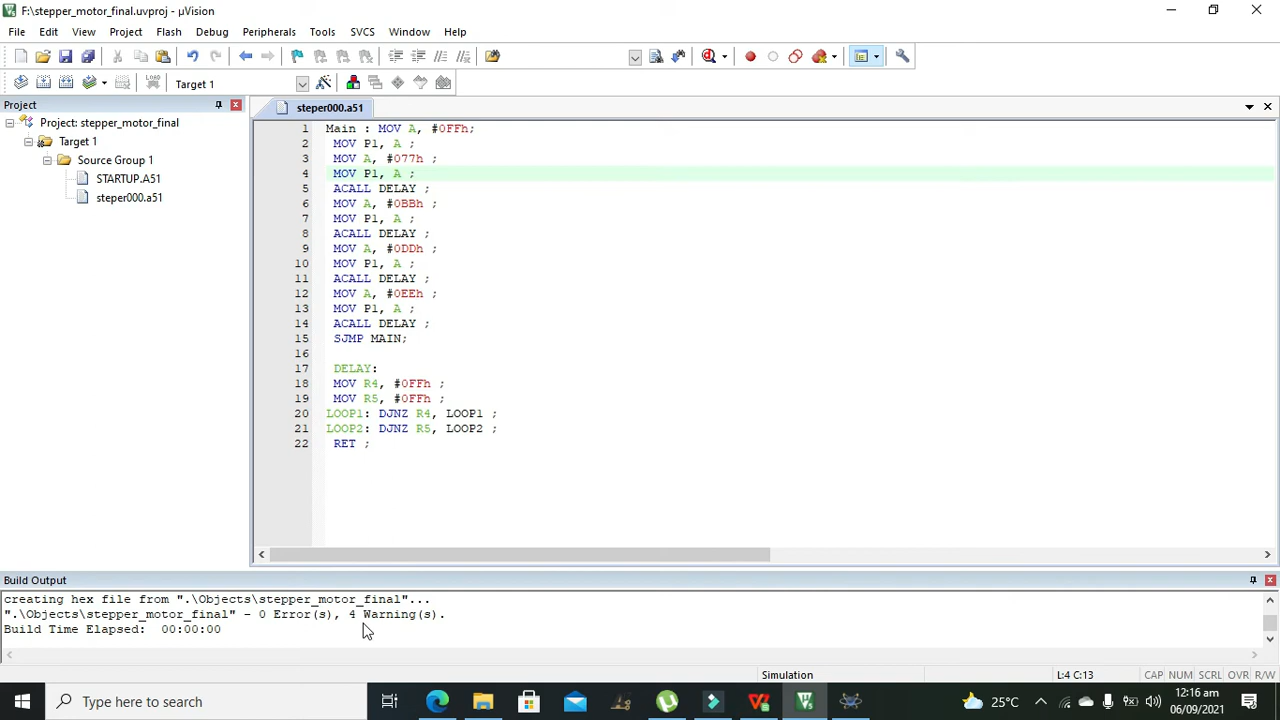 F:\stepper_motor_final.uvproj - µVision
File Edit View Project Flash Debug Peripherals Tools SVCS Window Help
LOAD Target 1
Project
Project: stepper_motor_final
Target 1
Source Group 1
STARTUP.A51
steper000.a51
steper000.a51
1 Main : MOV A, #0FFh;
2 MOV P1, A ;
3 MOV A, #077h ;
4 MOV P1, A ;
5 ACALL DELAY ;
6 MOV A, #0BBh ;
7 MOV P1, A ;
8 ACALL DELAY ;
9 MOV A, #0DDh ;
10 MOV P1, A ;
11 ACALL DELAY ;
12 MOV A, #0EEh ;
13 MOV P1, A ;
14 ACALL DELAY ;
15 SJMP MAIN;
16
17 DELAY:
18 MOV R4, #0FFh ;
19 MOV R5, #0FFh ;
20 LOOP1: DJNZ R4, LOOP1 ;
21 LOOP2: DJNZ R5, LOOP2 ;
22 RET ;
Build Output
creating hex file from ".\Objects\stepper_motor_final"...
".\Objects\stepper_motor_final" - 0 Error(s), 4 Warning(s).
Build Time Elapsed: 00:00:00
Simulation L:4 C:13 CAP NUM SCRL OVR R/W
Type here to search 25°C 12:16 am
06/09/2021